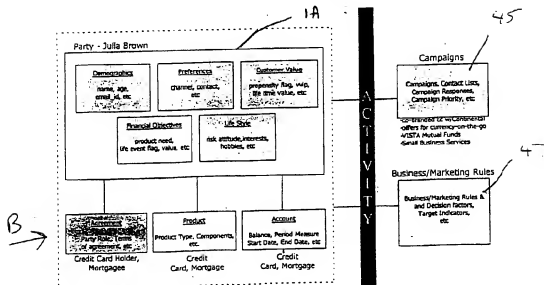 1A
45
Party - Julia Brown
Campaigns
Demographics
name, age,
email_id, etc
Preferences
channel, contact,
etc
Customer Value
propensity flag, vvip,
life time value, etc
Campaigns, Contact Lists,
Campaign Responses,
Campaign Priority, etc
Financial Objectives
product need,
life event flag, value, etc
Life Style
risk attitude,interests,
hobbies, etc
w/Continental
offers for currency-on-the-go
VISTA Mutual Funds
Small Business Services
ACTIVITY
Business/Marketing Rules
Business/Marketing Rules &
and Decision factors,
Target Indicators,
etc
B
Agreement
Party Role, Terms
of agreement, etc
Credit Card Holder,
Mortgagee
Product
Product Type, Components,
etc.
Credit
Card, Mortgage
Account
Balance, Period Measure
Start Date, End Date, etc
Credit
Card, Mortgage